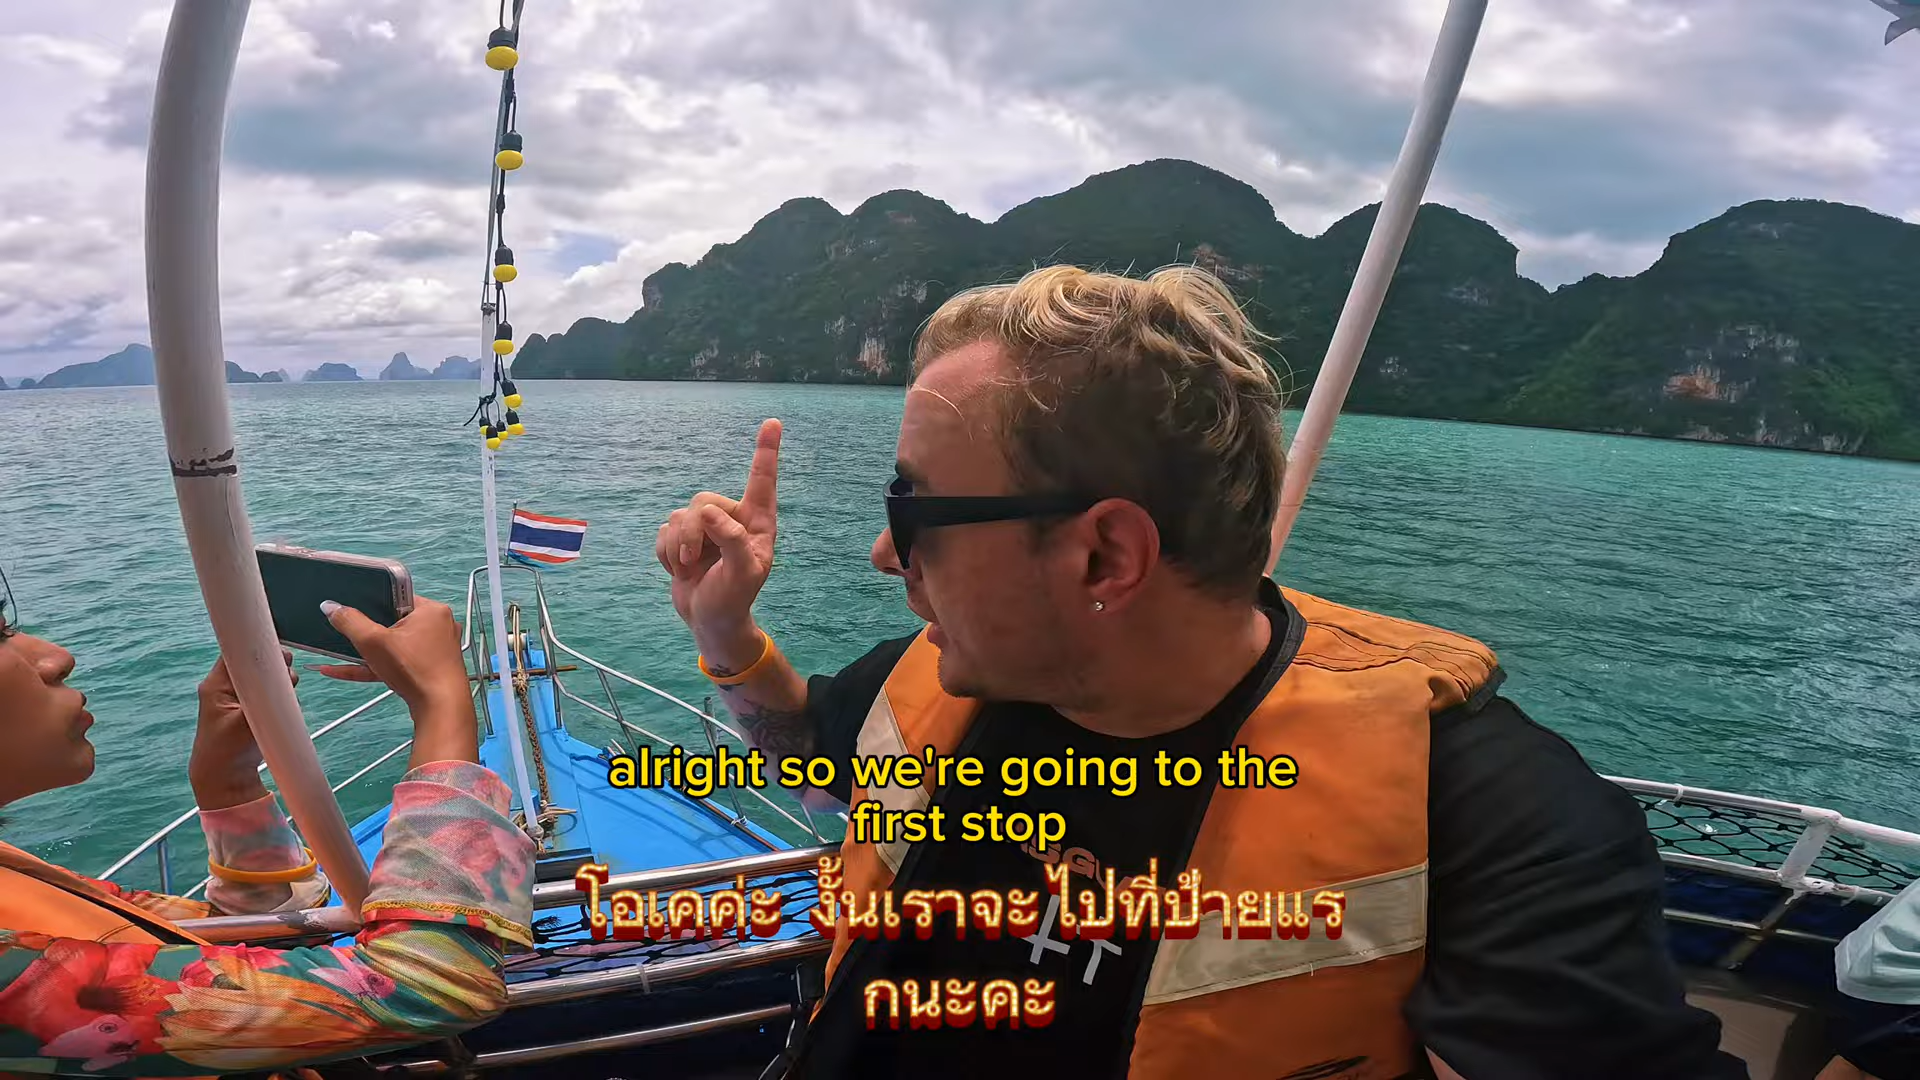 alright so we're going to the
first stop
โอเคค่ะ งั้นเราจะไปที่ป้ายแร
กนะคะ